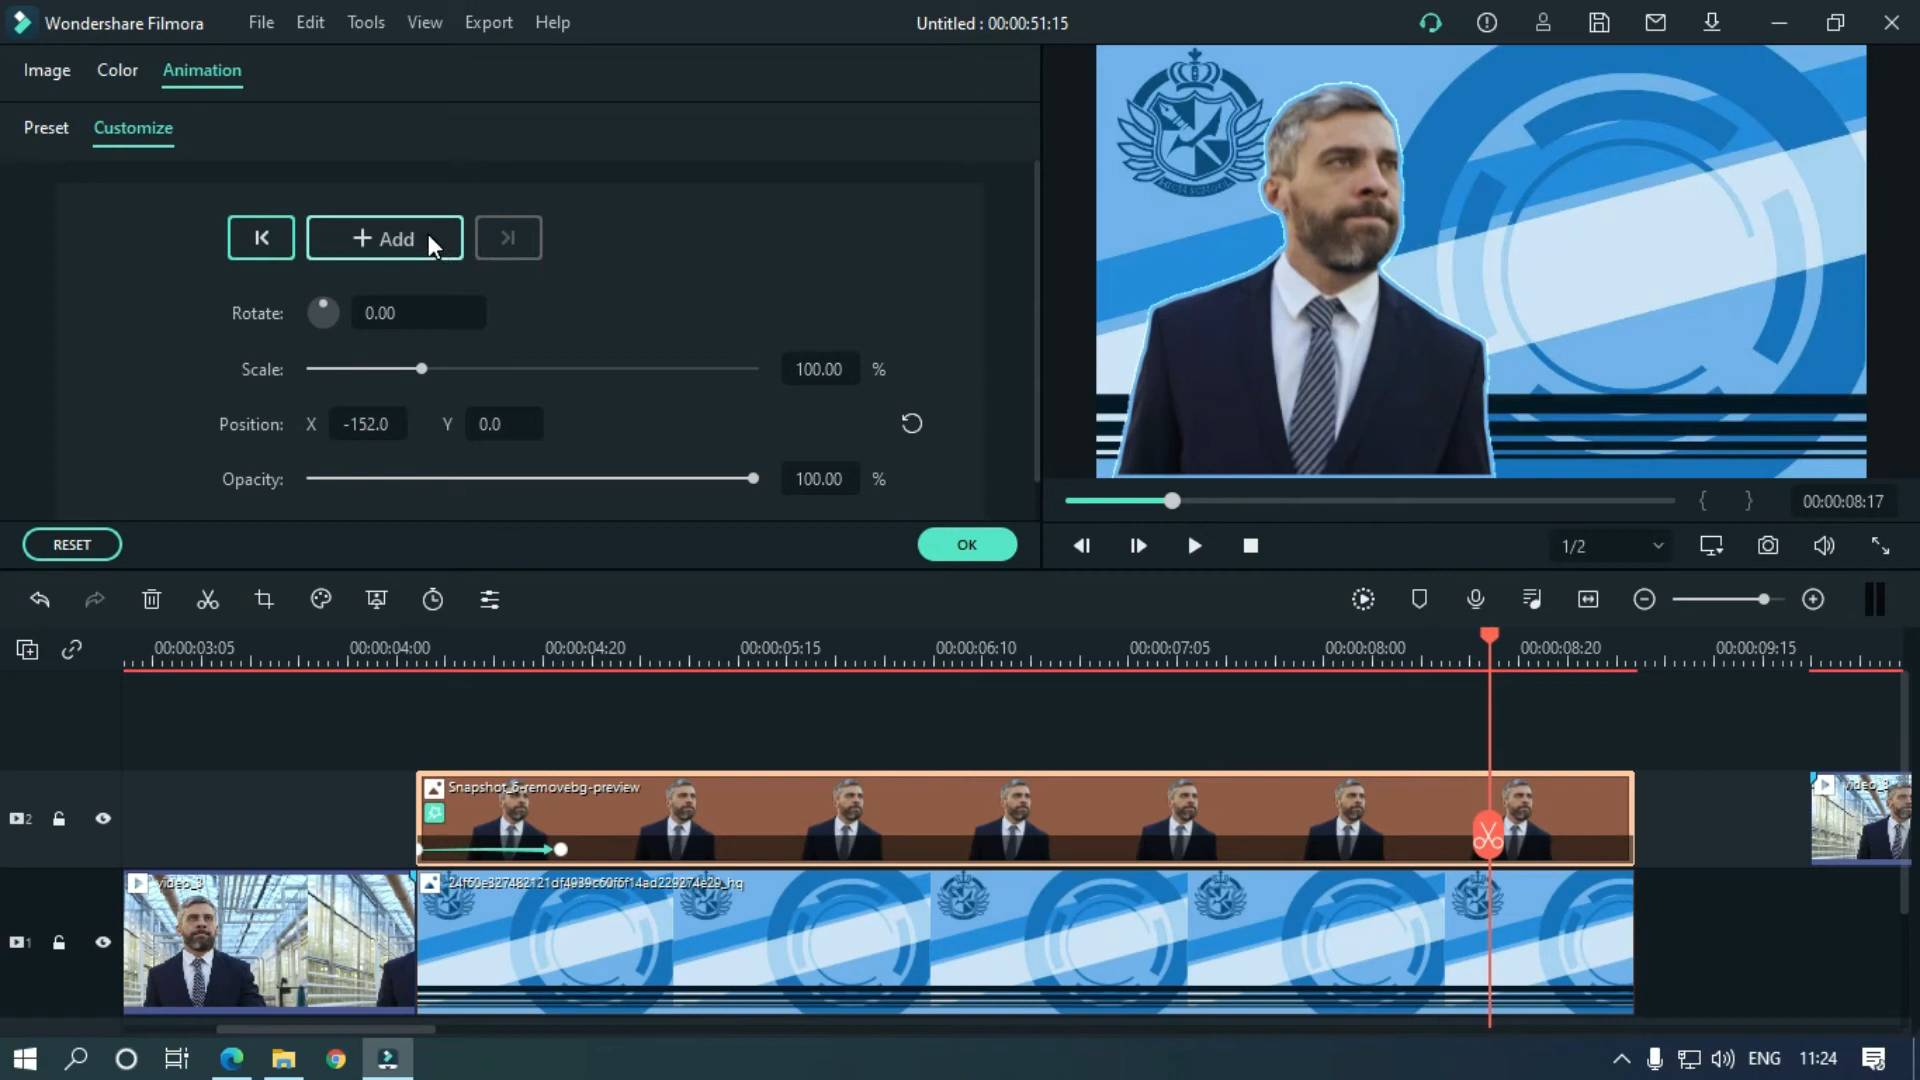 Wondershare Filmora
File Edit Tools View Export Help
Untitled : 00:00:51:15
Image Color Animation
Preset Customize
+ Add
Rotate: 0.00
Scale: 100.00 %
Position: X -152.0 Y 0.0
Opacity: 100.00 %
RESET
OK
{ } 00:00:08:17
1/2
00:00:03:05 00:00:04:00 00:00:04:20 00:00:05:15 00:00:06:10 00:00:07:05 00:00:08:00 00:00:08:20 00:00:09:15
Snapshot_6-removebg-preview
2
video_3
video_3
24f60e327482121df4939c60f6f14ad229274e29_hq
1
ENG 11:24